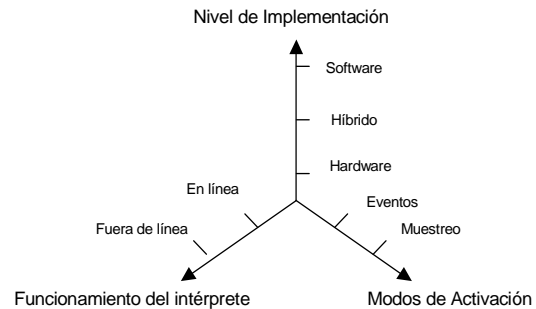 Nivel de Implementación
Software
Híbrido
Hardware
En línea
Eventos
Fuera de línea
Muestreo
Funcionamiento del intérprete
Modos de Activación